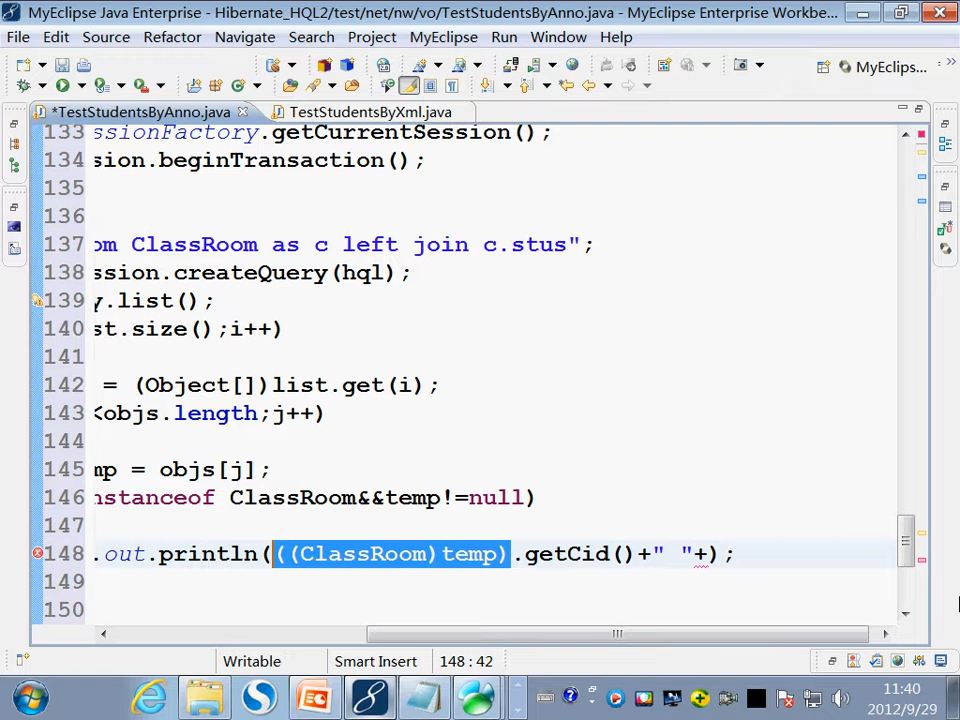 MyEclipse Java Enterprise - Hibernate_HQL2/test/net/nw/vo/TestStudentsByAnno.java - MyEclipse Enterprise Workbe...
File Edit Source Refactor Navigate Search Project MyEclipse Run Window Help
MyEclips...
*TestStudentsByAnno.java TestStudentsByXml.java
133 ssionFactory.getCurrentSession();
134 sion.beginTransaction();
135
136
137 om ClassRoom as c left join c.stus";
138 ssion.createQuery(hql);
139 y.list();
140 st.size();i++)
141
142 = (Object[])list.get(i);
143 <objs.length;j++)
144
145 mp = objs[j];
146 nstanceof ClassRoom&&temp!=null)
147
148 .out.println(((ClassRoom)temp).getCid()+" "+);
149
150
Writable Smart Insert 148 : 42
11:40
2012/9/29